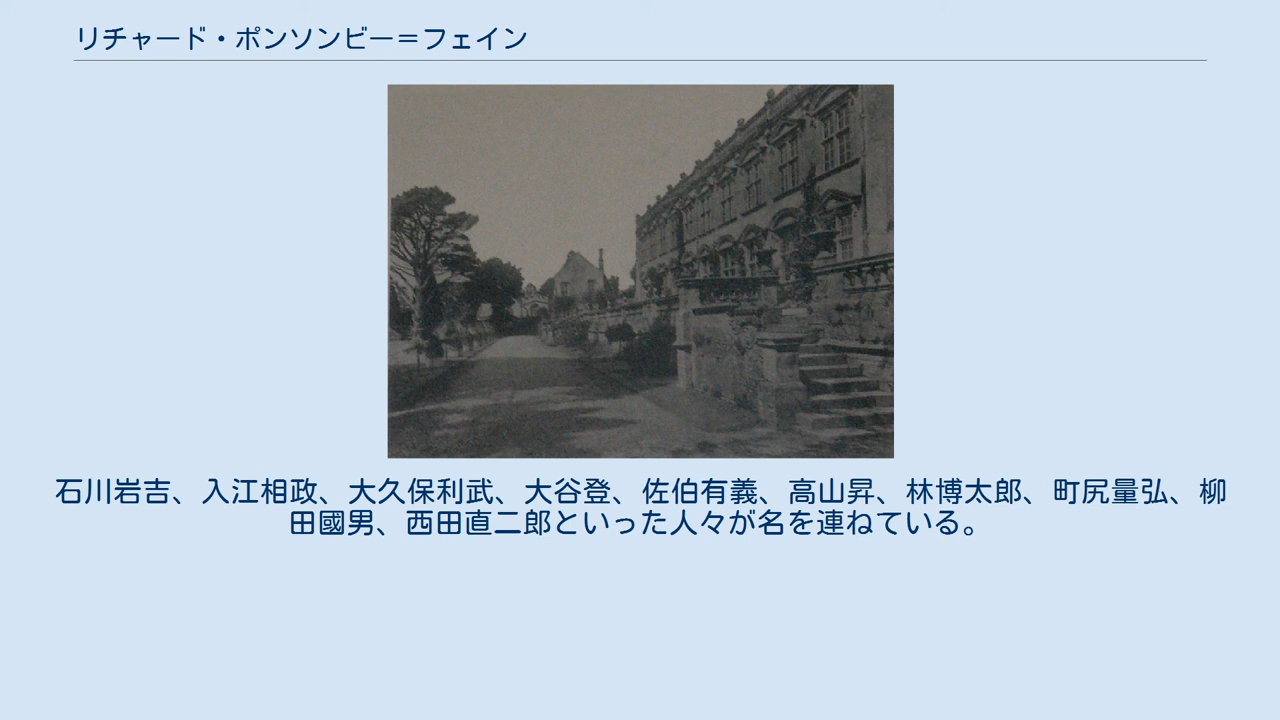 リチャード・ポンソンビー＝フェイン
石川岩吉、入江相政、大久保利武、大谷登、佐伯有義、高山昇、林博太郎、町尻量弘、柳
田國男、西田直二郎といった人々が名を連ねている。